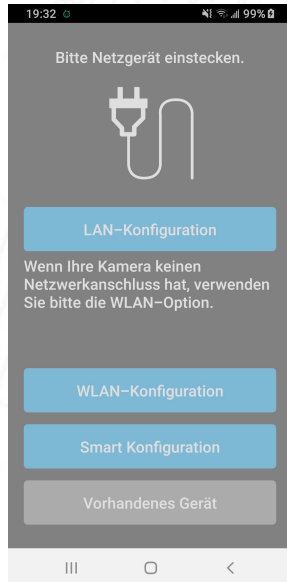 19:32 99%
Bitte Netzgerät einstecken.
LAN-Konfiguration
Wenn Ihre Kamera keinen
Netzwerkanschluss hat, verwenden
Sie bitte die WLAN-Option.
WLAN-Konfiguration
Smart Konfiguration
Vorhandenes Gerät